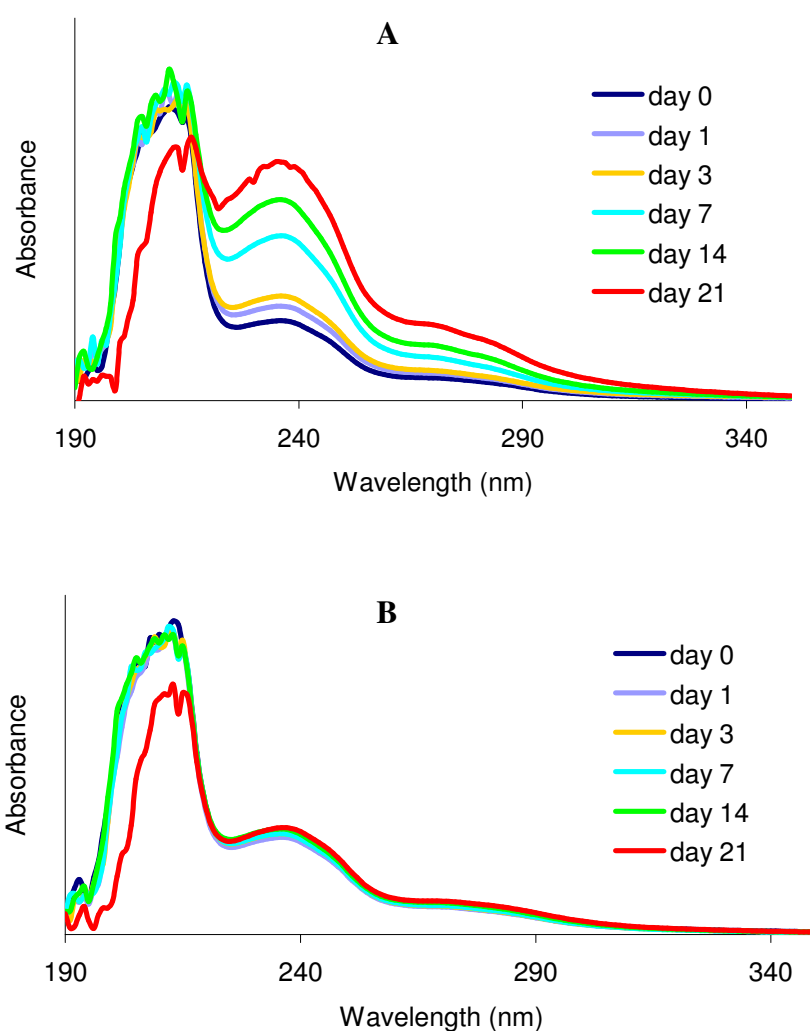 A
day 0
day 1
day 3
day 7
day 14
day 21
Absorbance
190 240 290 340
Wavelength (nm)
B
day 0
day 1
day 3
day 7
day 14
day 21
Absorbance
190 240 290 340
Wavelength (nm)